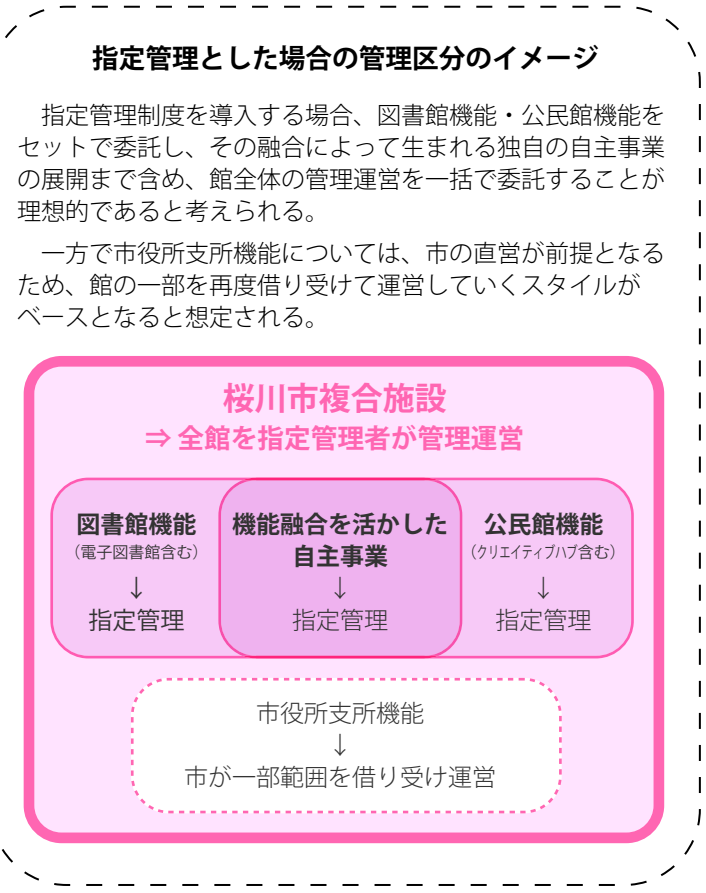 指定管理とした場合の管理区分のイメージ
　指定管理制度を導入する場合、図書館機能・公民館機能を
セットで委託し、その融合によって生まれる独自の自主事業
の展開まで含め、館全体の管理運営を一括で委託することが
理想的であると考えられる。
　一方で市役所支所機能については、市の直営が前提となる
ため、館の一部を再度借り受けて運営していくスタイルが
ベースとなると想定される。
桜川市複合施設
⇒ 全館を指定管理者が管理運営
図書館機能
（電子図書館含む）
↓
指定管理
機能融合を活かした
自主事業
↓
指定管理
公民館機能
（クリエイティブハブ含む）
↓
指定管理
市役所支所機能
↓
市が一部範囲を借り受け運営